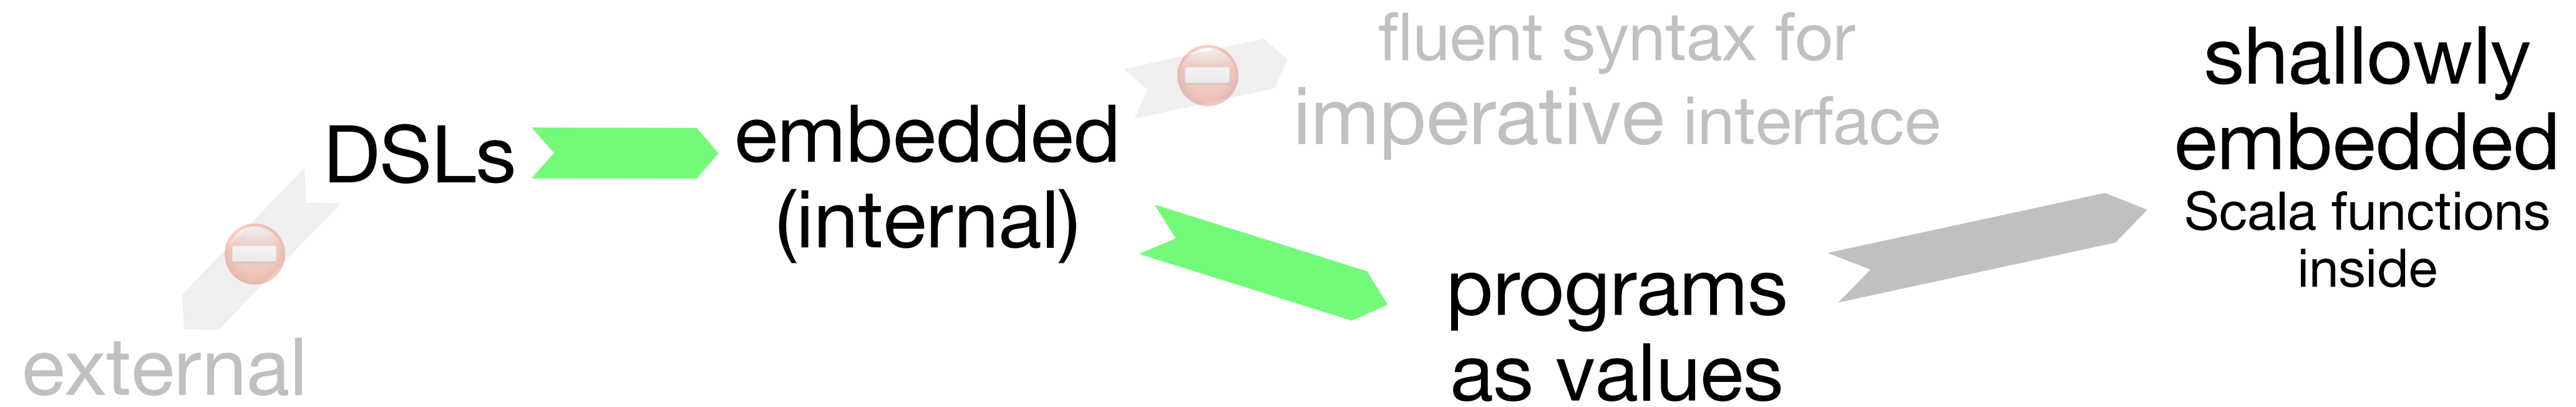 DSLs
external
embedded
(internal)
fluent syntax for
imperative interface
programs
as values
shallowly
embedded
Scala functions
inside